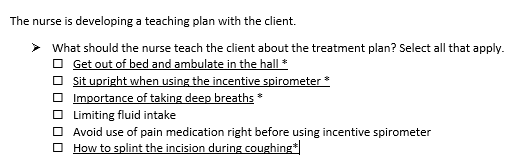 The nurse is developing a teaching plan with the client.
➤ What should the nurse teach the client about the treatment plan? Select all that apply.
☐ Get out of bed and ambulate in the hall *
☐ Sit upright when using the incentive spirometer *
☐ Importance of taking deep breaths *
☐ Limiting fluid intake
☐ Avoid use of pain medication right before using incentive spirometer
☐ How to splint the incision during coughing*